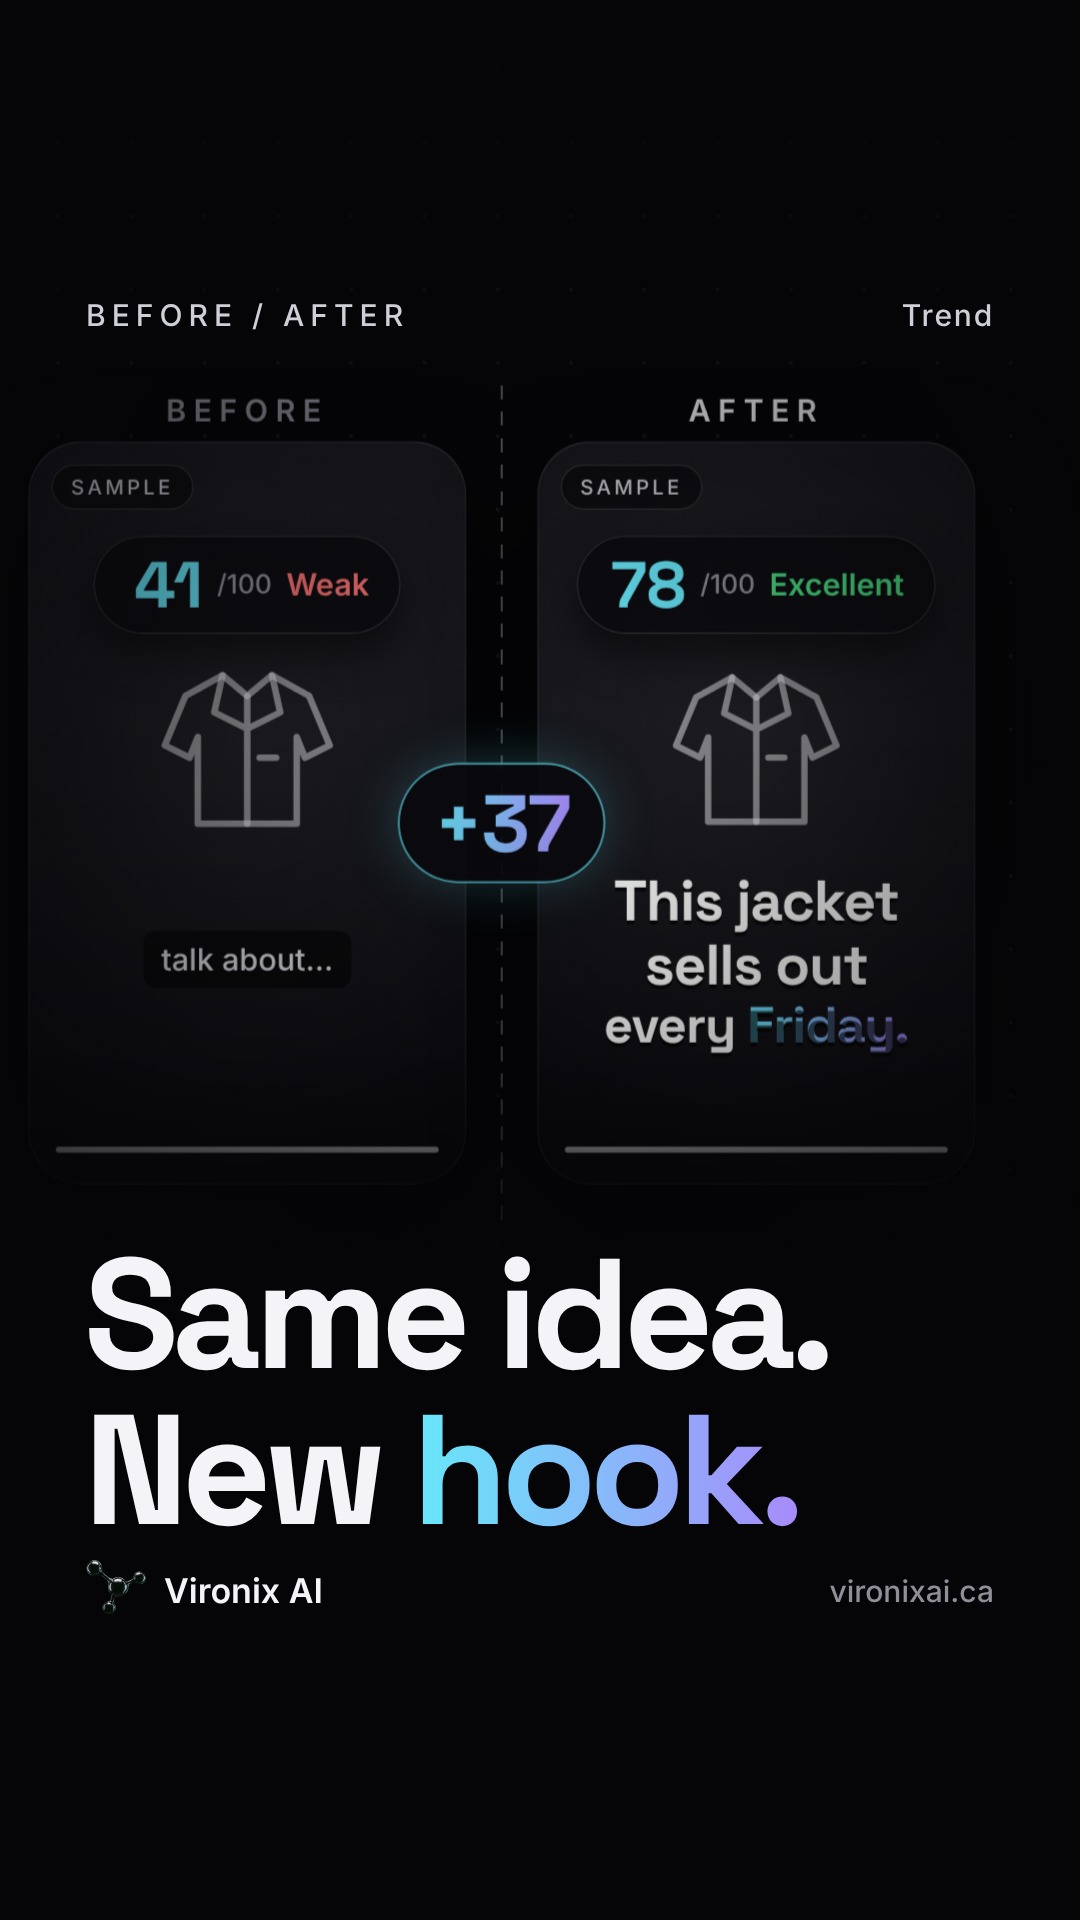 BEFORE / AFTER
Trend
BEFORE
AFTER
SAMPLE
SAMPLE
41 /100 Weak
78 /100 Excellent
+37
talk about...
This jacket
sells out
every Friday.
Same idea.
New hook.
Vironix AI
vironixai.ca